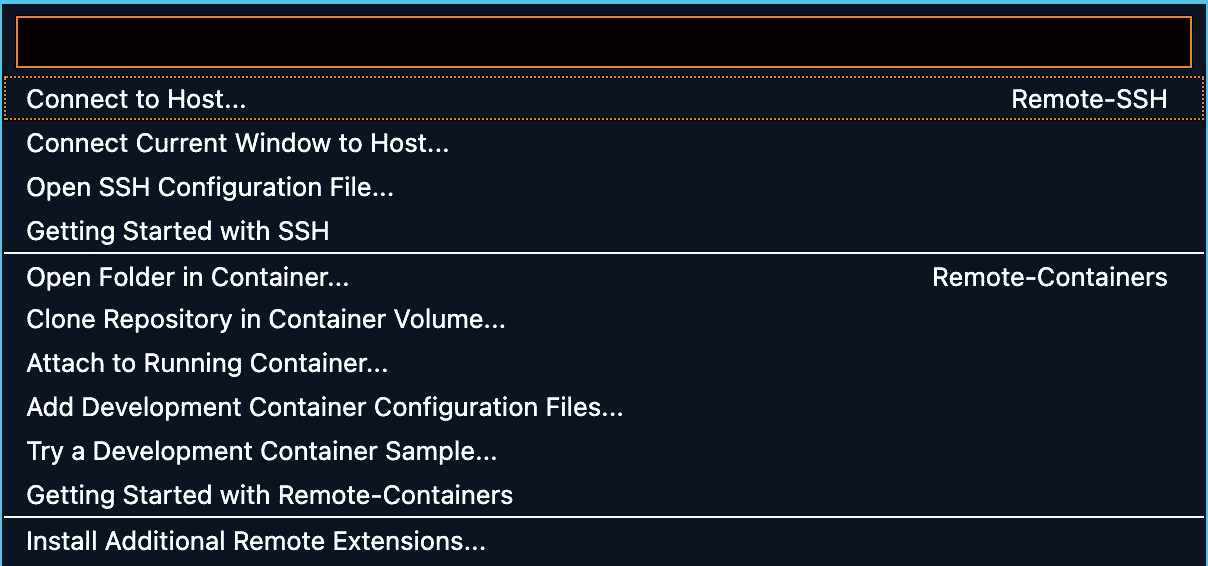 Connect to Host... Remote-SSH
Connect Current Window to Host...
Open SSH Configuration File...
Getting Started with SSH
Open Folder in Container... Remote-Containers
Clone Repository in Container Volume...
Attach to Running Container...
Add Development Container Configuration Files...
Try a Development Container Sample...
Getting Started with Remote-Containers
Install Additional Remote Extensions...